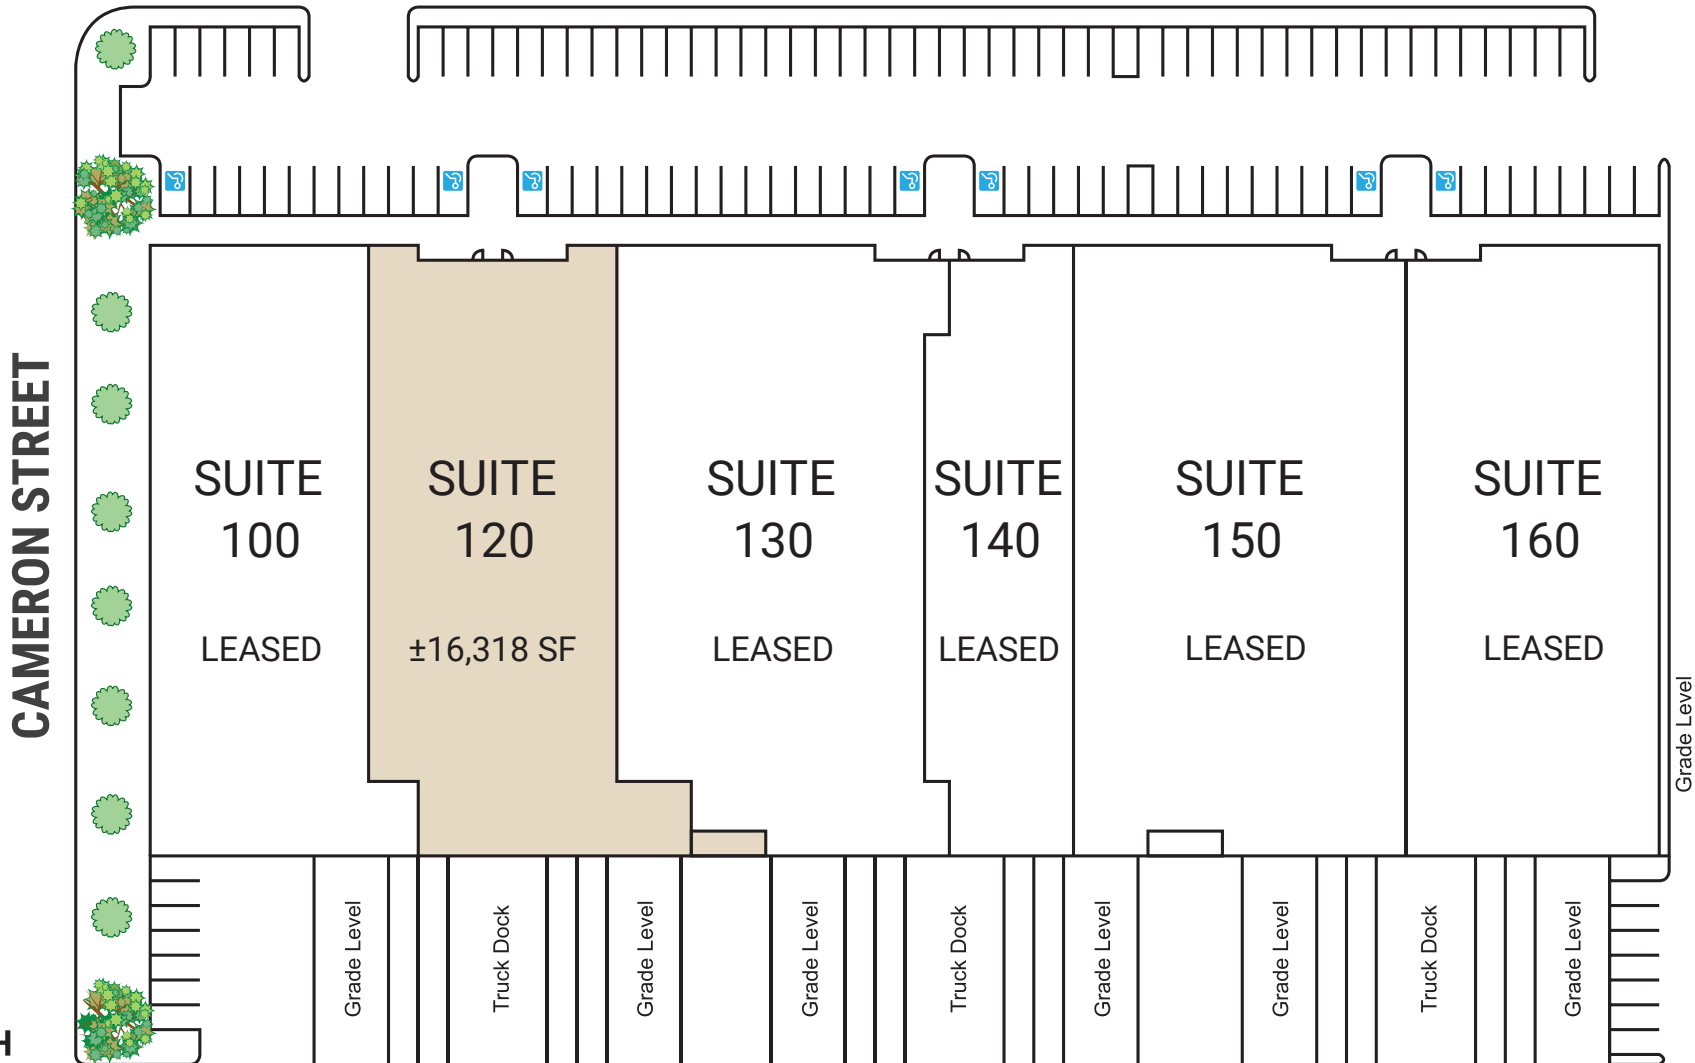 CAMERON STREET
SUITE
100
LEASED
SUITE
120
±16,318 SF
SUITE
130
LEASED
SUITE
140
LEASED
SUITE
150
LEASED
SUITE
160
LEASED
Grade Level
Grade Level
Truck Dock
Grade Level
Grade Level
Truck Dock
Grade Level
Grade Level
Truck Dock
Grade Level